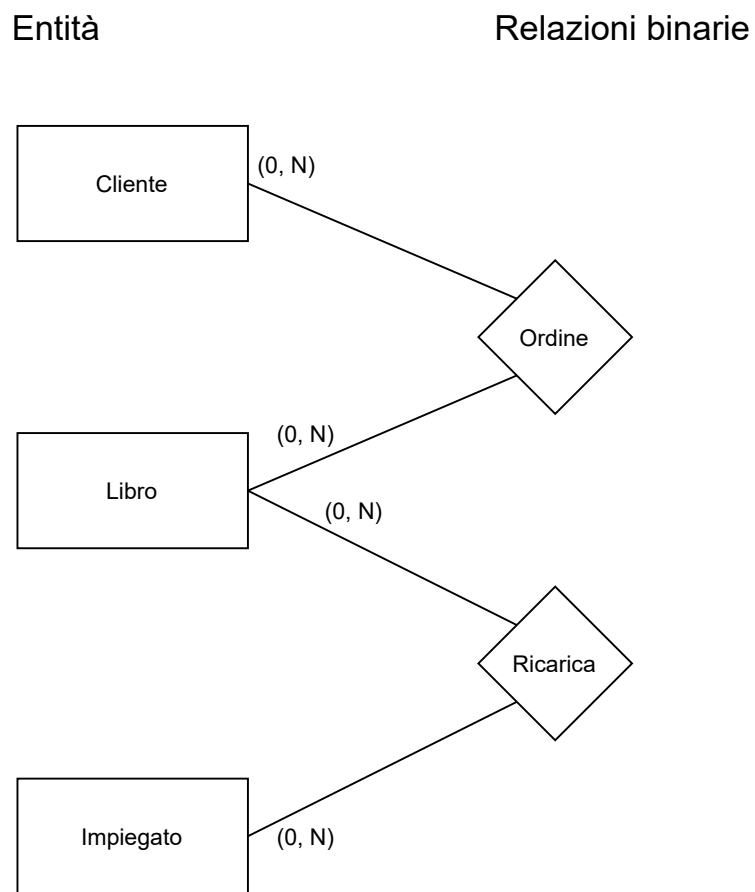 Entità
Relazioni binarie
Cliente
(0, N)
Ordine
(0, N)
Libro
(0, N)
Ricarica
Impiegato
(0, N)